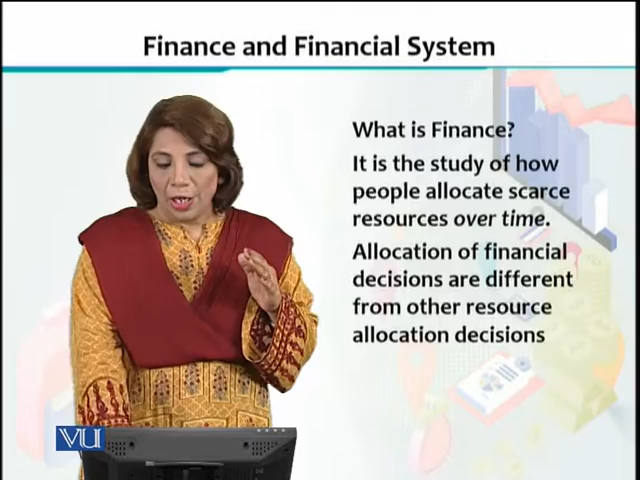 Finance and Financial System
What is Finance?
It is the study of how
people allocate scarce
resources over time.
Allocation of financial
decisions are different
from other resource
allocation decisions
VU